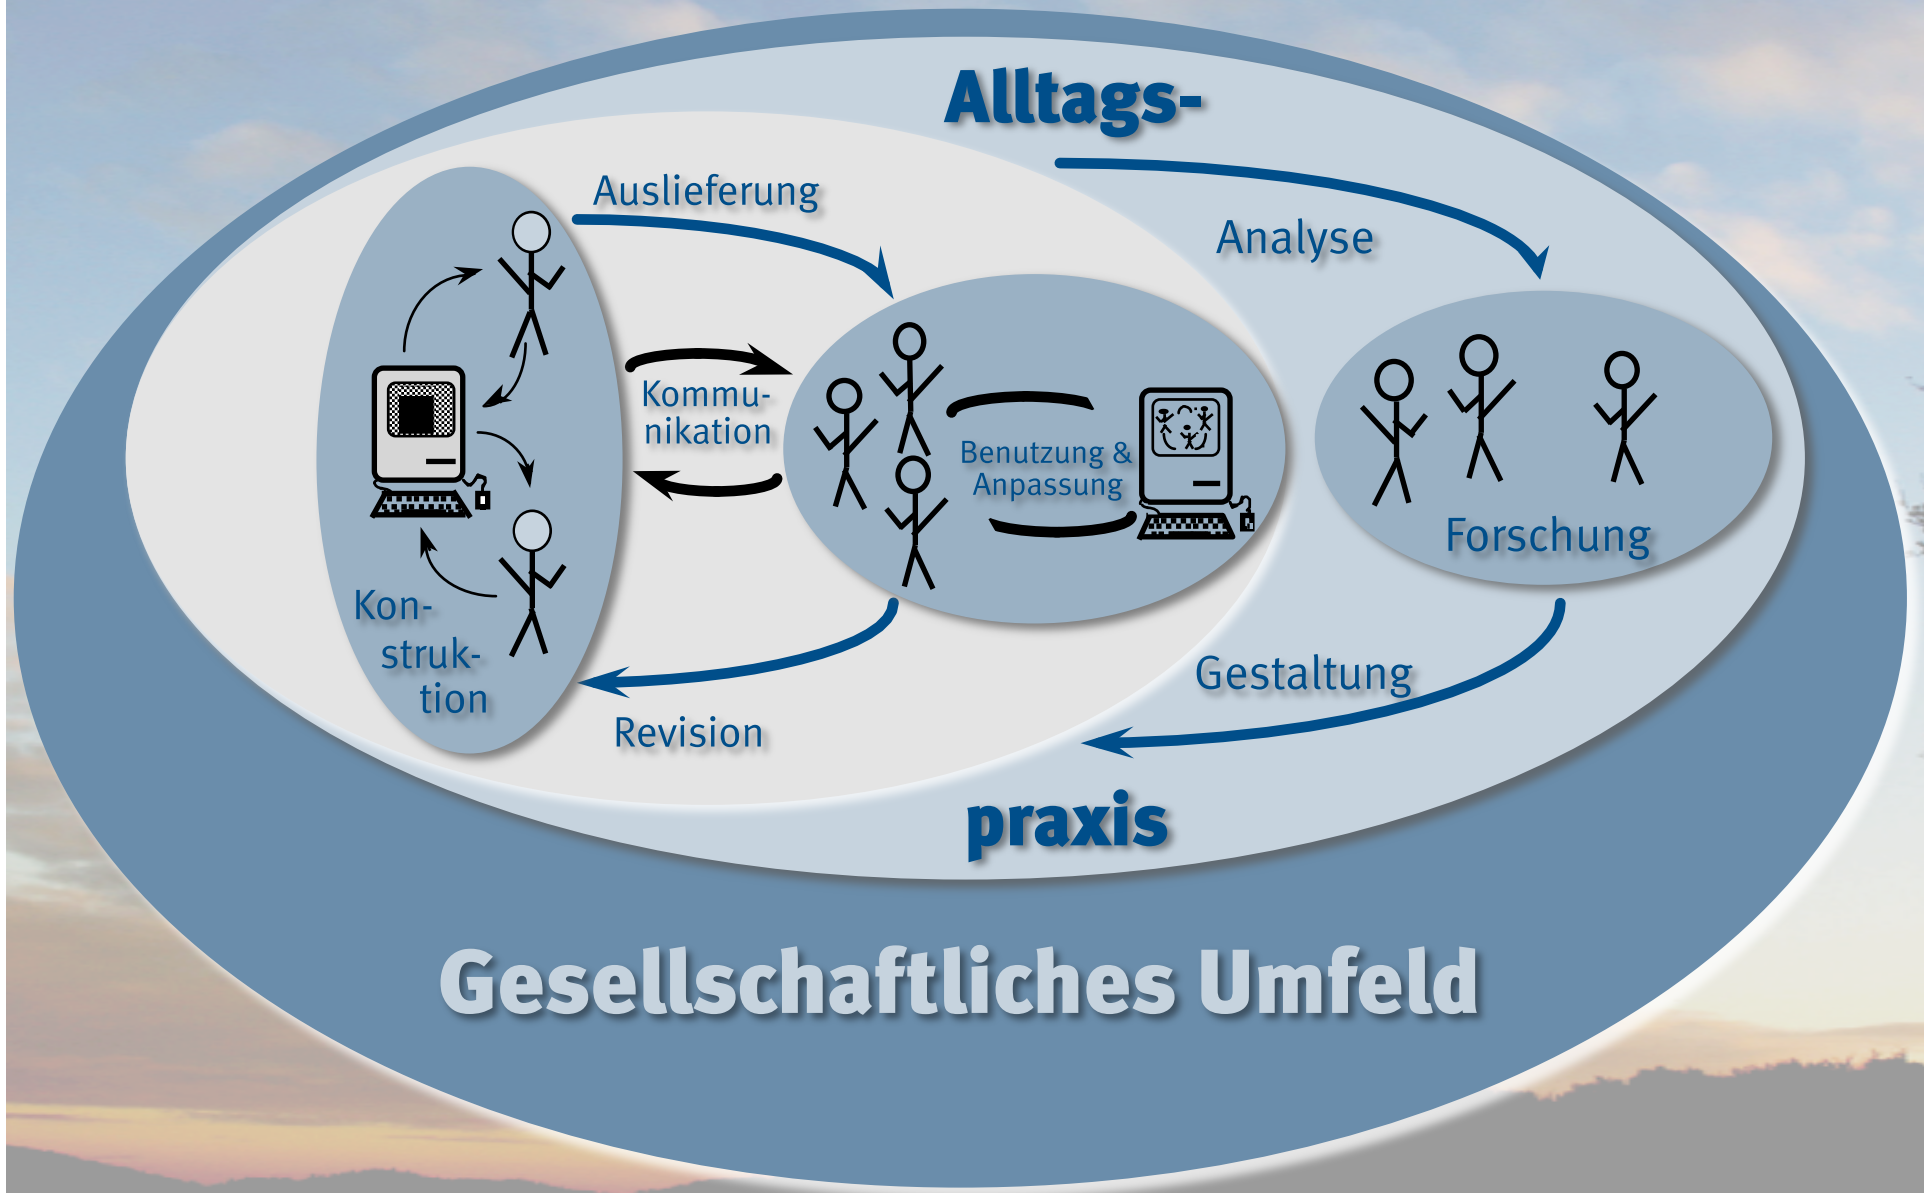 Alltags-
Auslieferung
Analyse
Kommu-
nikation
Benutzung &
Anpassung
Forschung
Kon-
struk-
tion
Gestaltung
Revision
praxis
Gesellschaftliches Umfeld